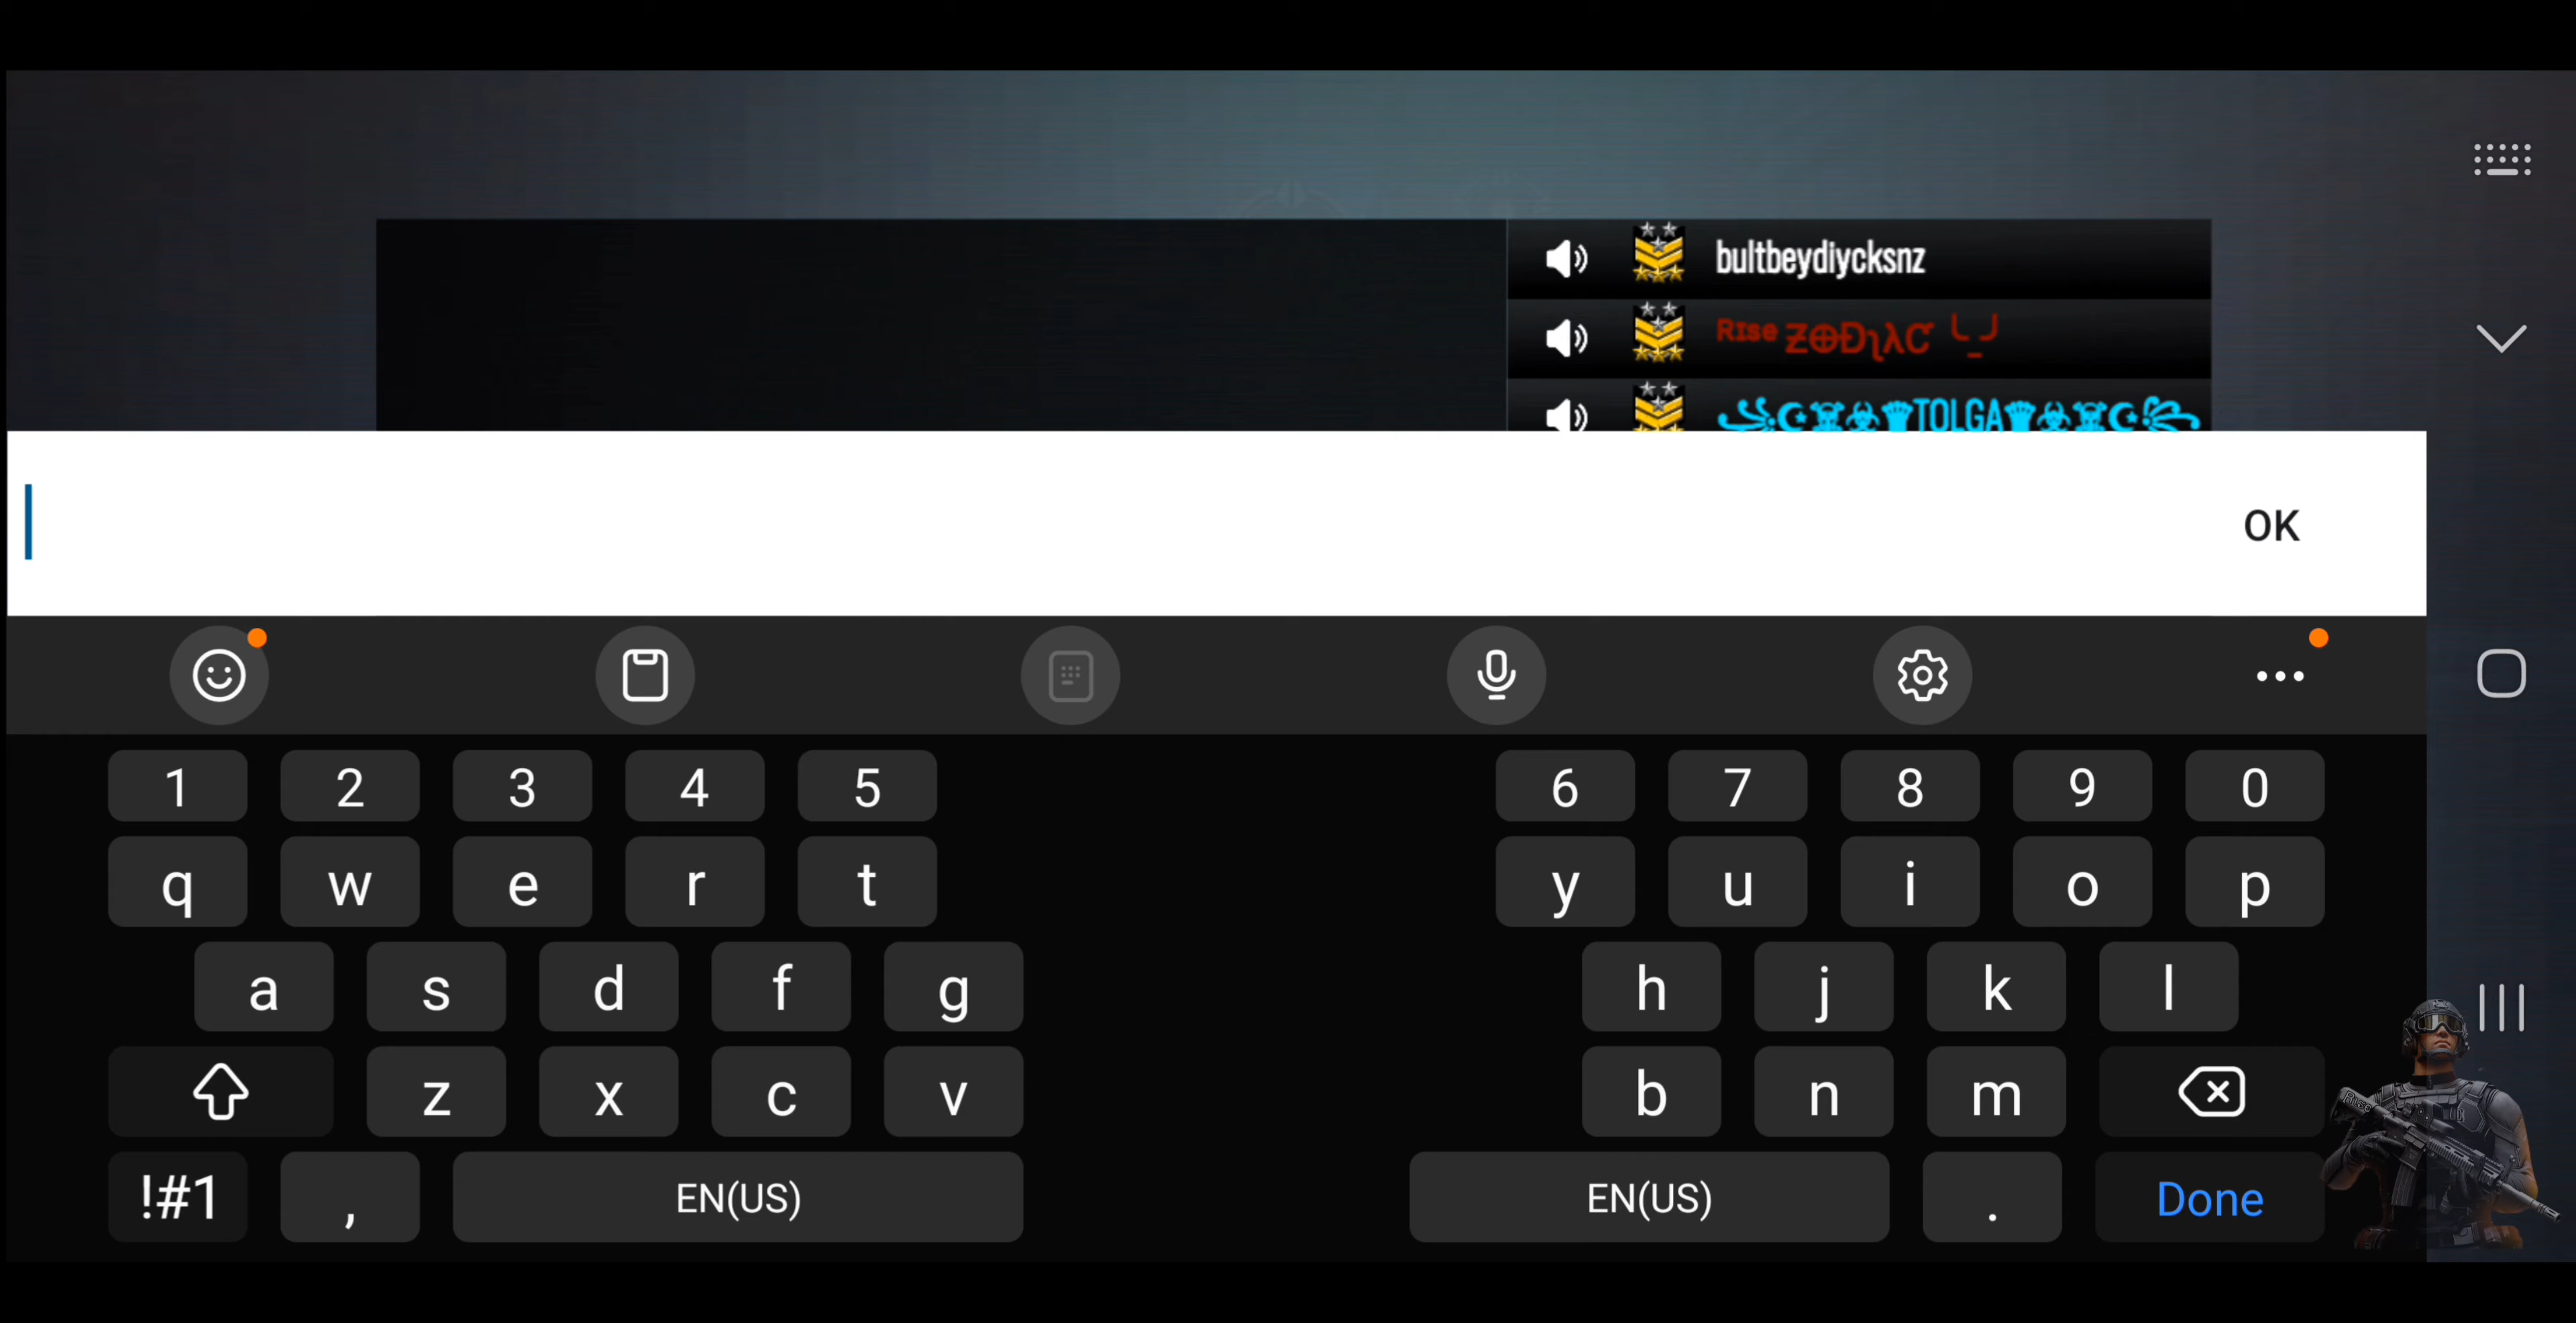 bultbeydiycksnz
ᴿᴵˢᵉ ƵⴲĐʅλƠ ╰_╯
TOLGA
OK
1 2 3 4 5 6 7 8 9 0
q w e r t y u i o p
a s d f g h j k l
z x c v b n m
!#1 , EN(US) EN(US) . Done